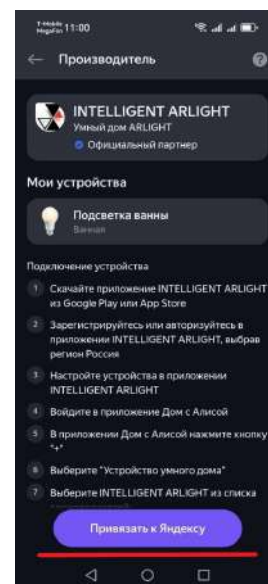 T-Mobile
MegaFon 11:00
Производитель
INTELLIGENT ARLIGHT
Умный дом ARLIGHT
Официальный партнер
Мои устройства
Подсветка ванны
Ванная
Подключение устройства
1 Скачайте приложение INTELLIGENT ARLIGHT
из Google Play или App Store
2 Зарегистрируйтесь или авторизуйтесь в
приложении INTELLIGENT ARLIGHT, выбрав
регион Россия
3 Настройте устройства в приложении
INTELLIGENT ARLIGHT
4 Войдите в приложение Дом с Алисой
5 В приложении Дом с Алисой нажмите кнопку
"+"
6 Выберите "Устройство умного дома"
7 Выберите INTELLIGENT ARLIGHT из списка
Привязать к Яндексу